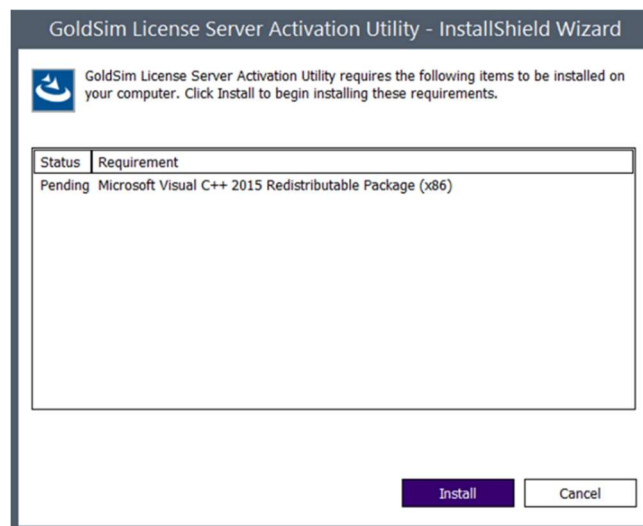 GoldSim License Server Activation Utility - InstallShield Wizard
GoldSim License Server Activation Utility requires the following items to be installed on
your computer. Click Install to begin installing these requirements.
Status Requirement
Pending Microsoft Visual C++ 2015 Redistributable Package (x86)
Install Cancel